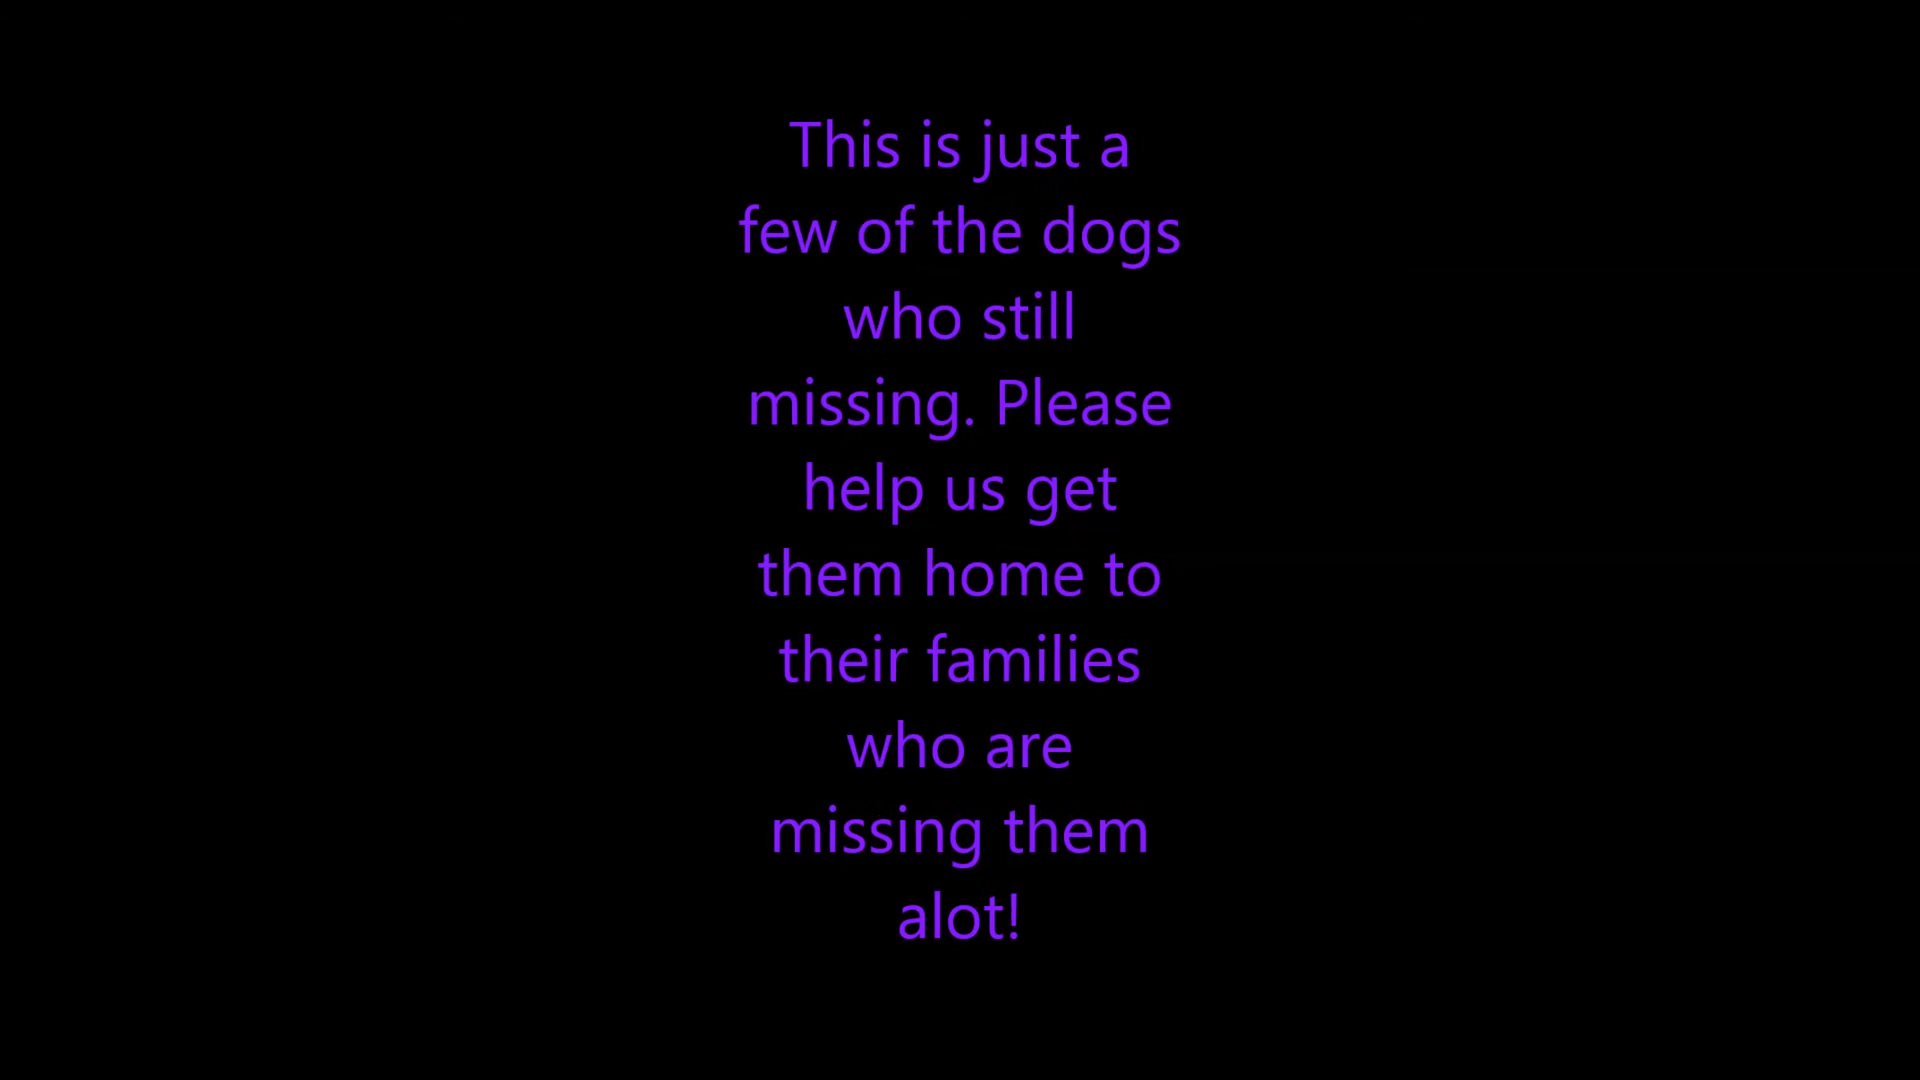 This is just a
few of the dogs
who still
missing. Please
help us get
them home to
their families
who are
missing them
alot!